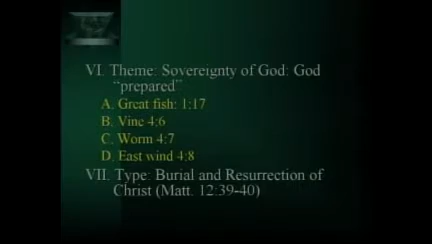 VI. Theme: Sovereignty of God: God
"prepared"
A. Great fish: 1:17
B. Vine 4:6
C. Worm 4:7
D. East wind 4:8
VII. Type: Burial and Resurrection of
Christ (Matt. 12:39-40)